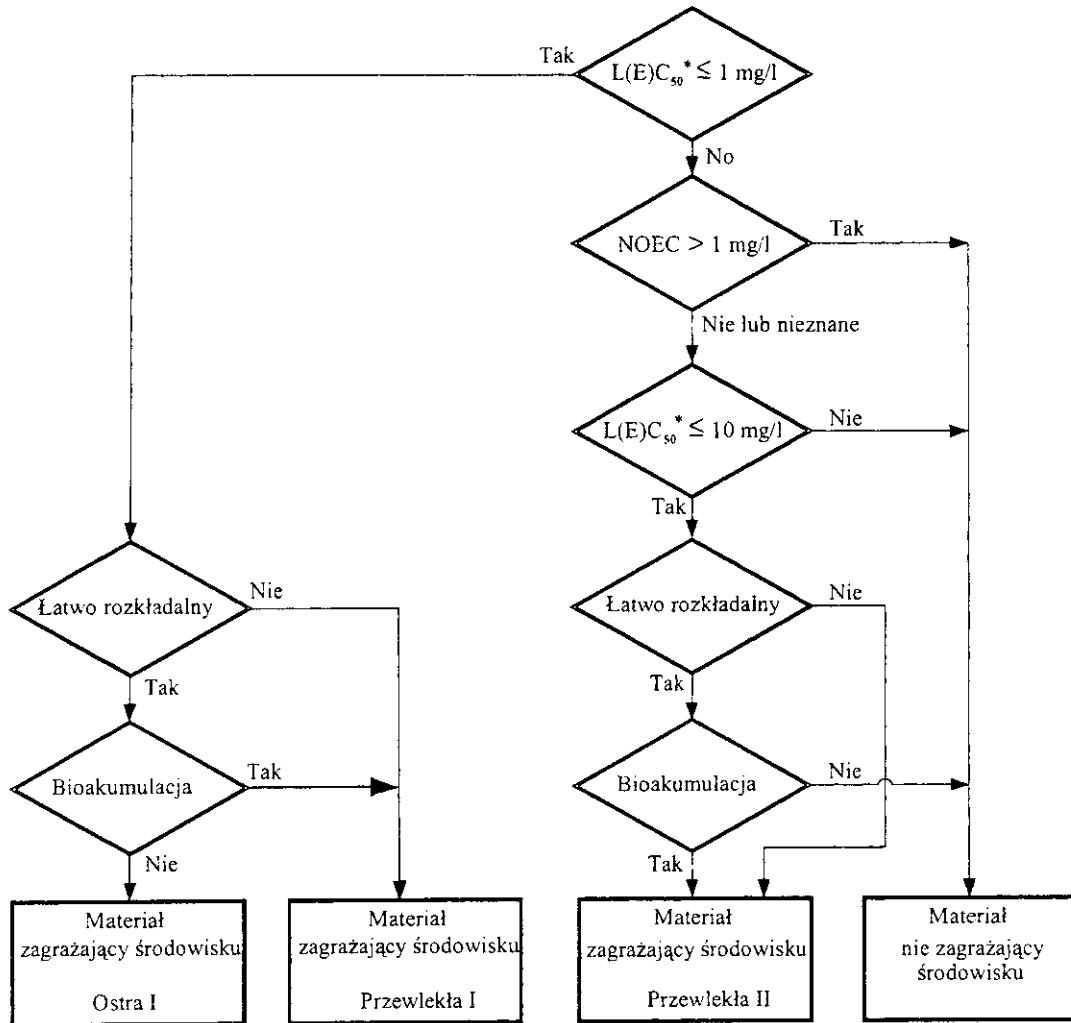 Tak
L(E)C₅₀* ≦ 1 mg/l
No
NOEC > 1 mg/l
Tak
Nie lub nieznane
L(E)C₅₀* ≦ 10 mg/l
Nie
Tak
Łatwo rozkładalny
Nie
Łatwo rozkładalny
Nie
Tak
Tak
Bioakumulacja
Tak
Bioakumulacja
Nie
Nie
Tak
Materiał
zagrażający środowisku
Ostra I
Materiał
zagrażający środowisku
Przewlekła I
Materiał
zagrażający środowisku
Przewlekła II
Materiał
nie zagrażający
środowisku